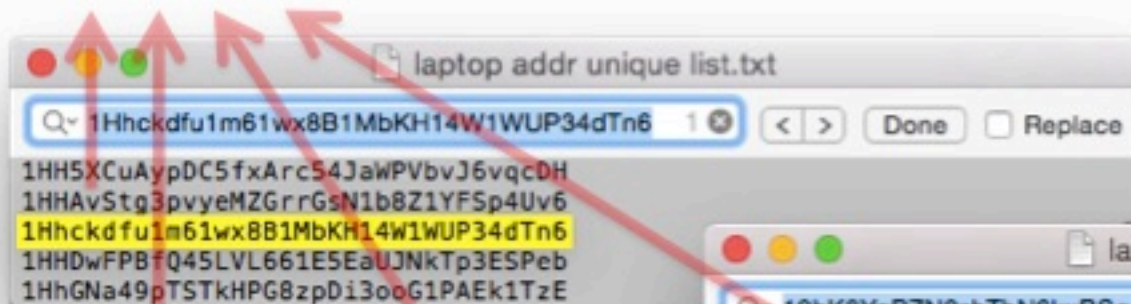 laptop addr unique list.txt
1Hhckdfu1m61wx8B1MbKH14W1WUP34dTn6 1 < > Done Replace
1HH5XCuAypDC5fxArc54JaWPVbvJ6vqcDH
1HHAvStg3pvyeMZGrrGsN1b8Z1YFSp4Uv6
1Hhckdfu1m61wx8B1MbKH14W1WUP34dTn6
1HHDwFPBfQ45LVL661E5EaUJNkTp3ESPeb
1HhGNa49pTSTkHPG8zpDi3ooG1PAEk1TzE